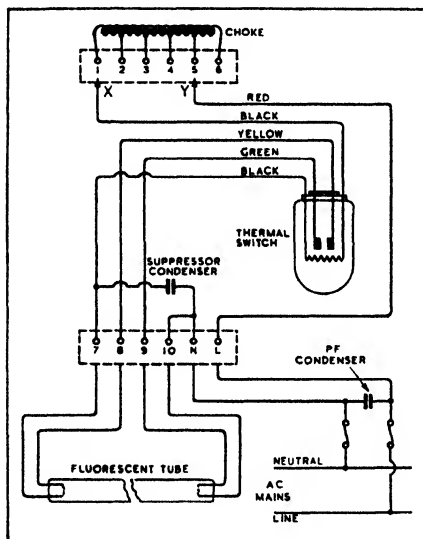 CHOKE
1 2 3 4 5 6
X Y
RED
BLACK
YELLOW
GREEN
BLACK
THERMAL
SWITCH
SUPPRESSOR
CONDENSER
7 8 9 10 N L
PF
CONDENSER
FLUORESCENT TUBE
NEUTRAL
AC
MAINS
LINE